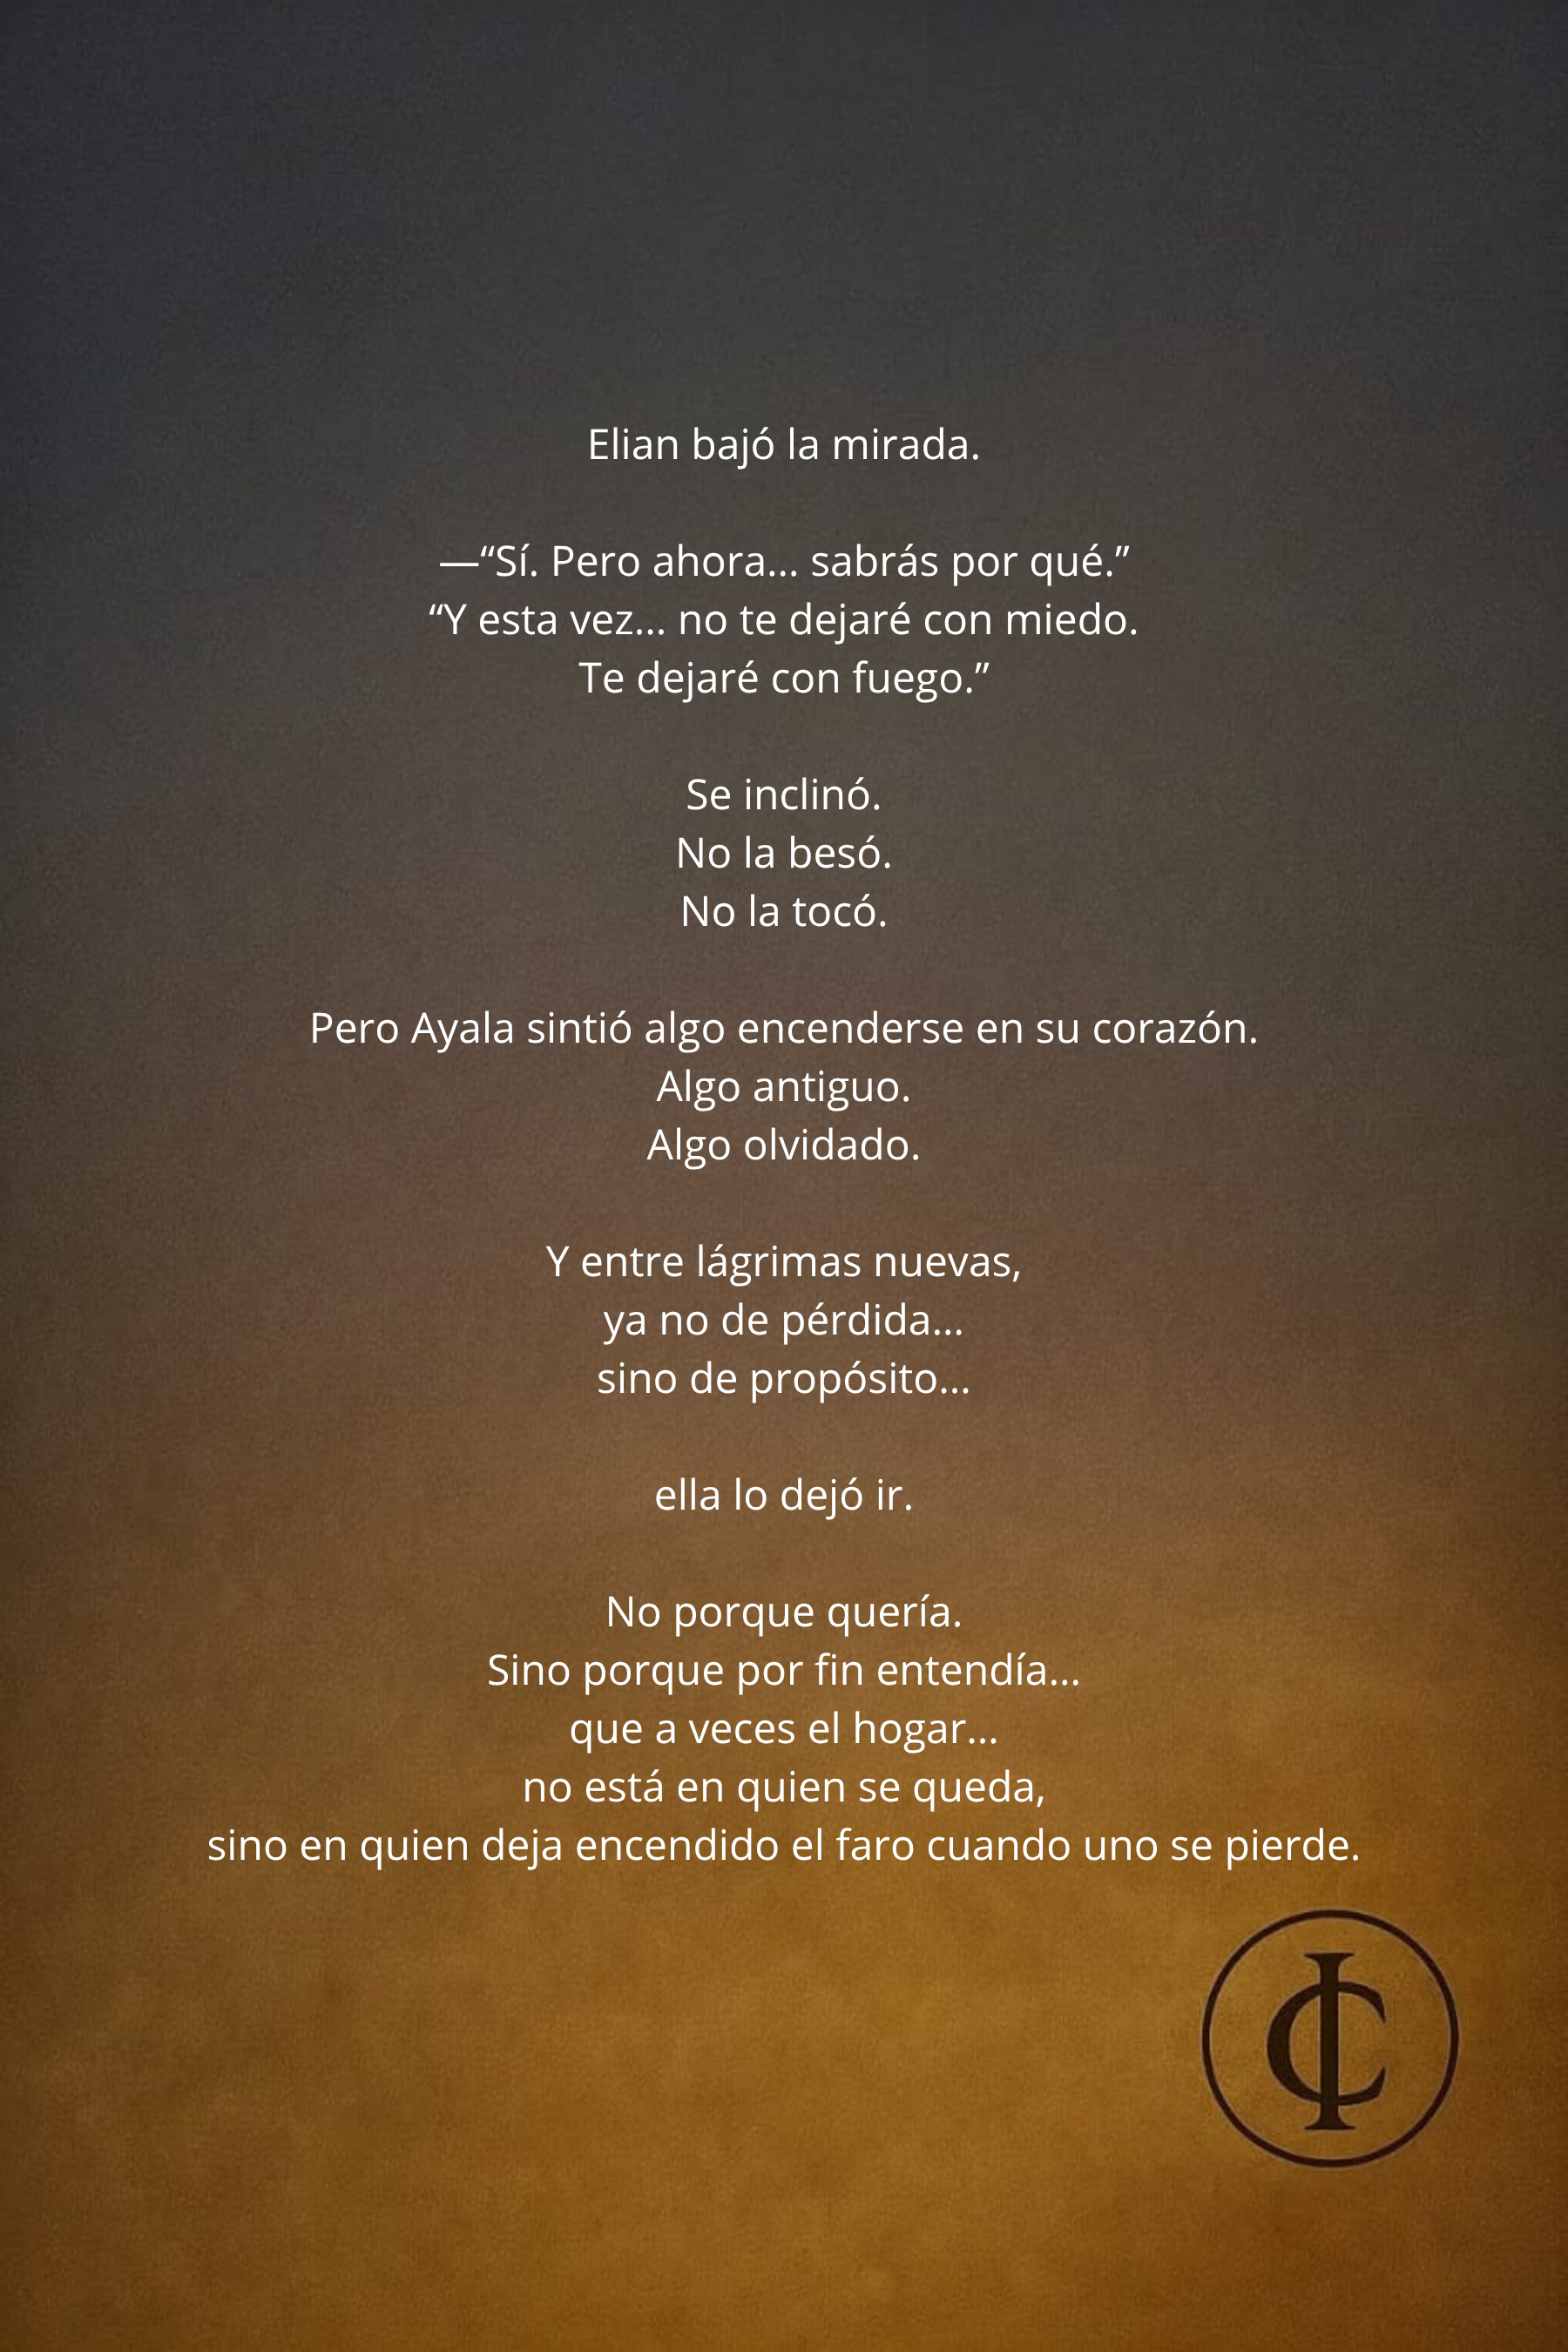 Elian bajó la mirada.
—“Sí. Pero ahora… sabrás por qué.”
“Y esta vez… no te dejaré con miedo.
Te dejaré con fuego.”
Se inclinó.
No la besó.
No la tocó.
Pero Ayala sintió algo encenderse en su corazón.
Algo antiguo.
Algo olvidado.
Y entre lágrimas nuevas,
ya no de pérdida…
sino de propósito…
ella lo dejó ir.
No porque quería.
Sino porque por fin entendía…
que a veces el hogar…
no está en quien se queda,
sino en quien deja encendido el faro cuando uno se pierde.
IC